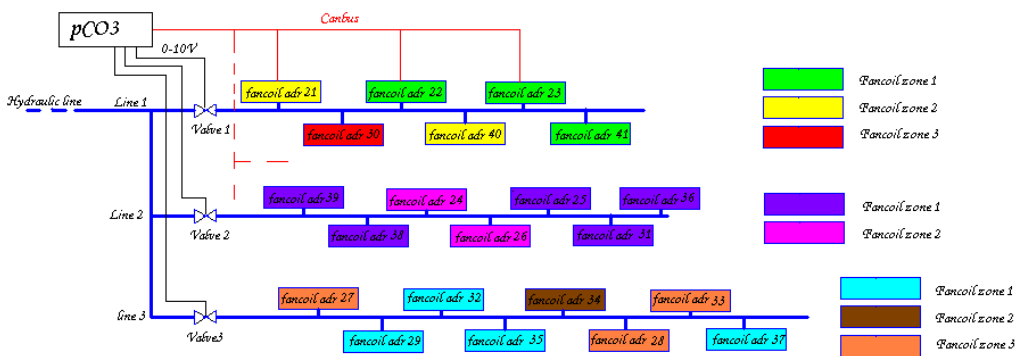 pCO3
Canbus
0-10V
Hydraulic line
Line 1
Valve 1
fancoil adr 21
fancoil adr 22
fancoil adr 23
fancoil adr 30
fancoil adr 40
fancoil adr 41
Fancoil zone 1
Fancoil zone 2
Fancoil zone 3
Line 2
Valve 2
fancoil adr 39
fancoil adr 24
fancoil adr 25
fancoil adr 36
fancoil adr 38
fancoil adr 26
fancoil adr 31
Fancoil zone 1
Fancoil zone 2
line 3
Valve3
fancoil adr 27
fancoil adr 32
fancoil adr 34
fancoil adr 33
fancoil adr 29
fancoil adr 35
fancoil adr 28
fancoil adr 37
Fancoil zone 1
Fancoil zone 2
Fancoil zone 3